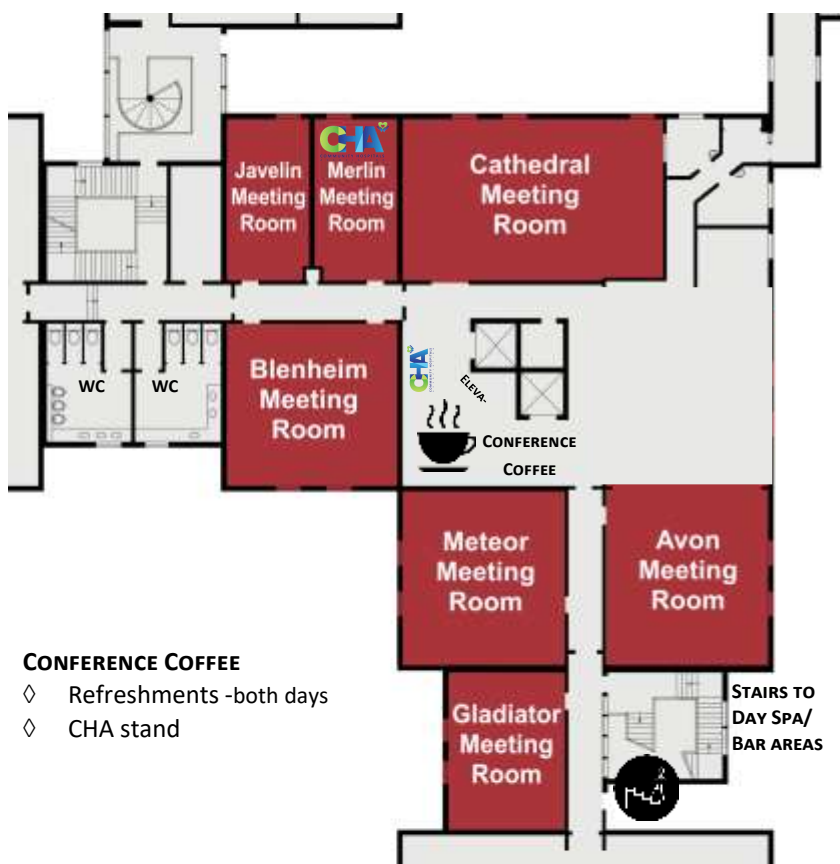 CHA
Javelin
Meeting
Room
Merlin
Meeting
Room
Cathedral
Meeting
Room
WC
WC
Blenheim
Meeting
Room
CHA
ELEVA-
CONFERENCE
COFFEE
Meteor
Meeting
Room
Avon
Meeting
Room
CONFERENCE COFFEE
◊ Refreshments -both days
◊ CHA stand
Gladiator
Meeting
Room
STAIRS TO
DAY SPA/
BAR AREAS